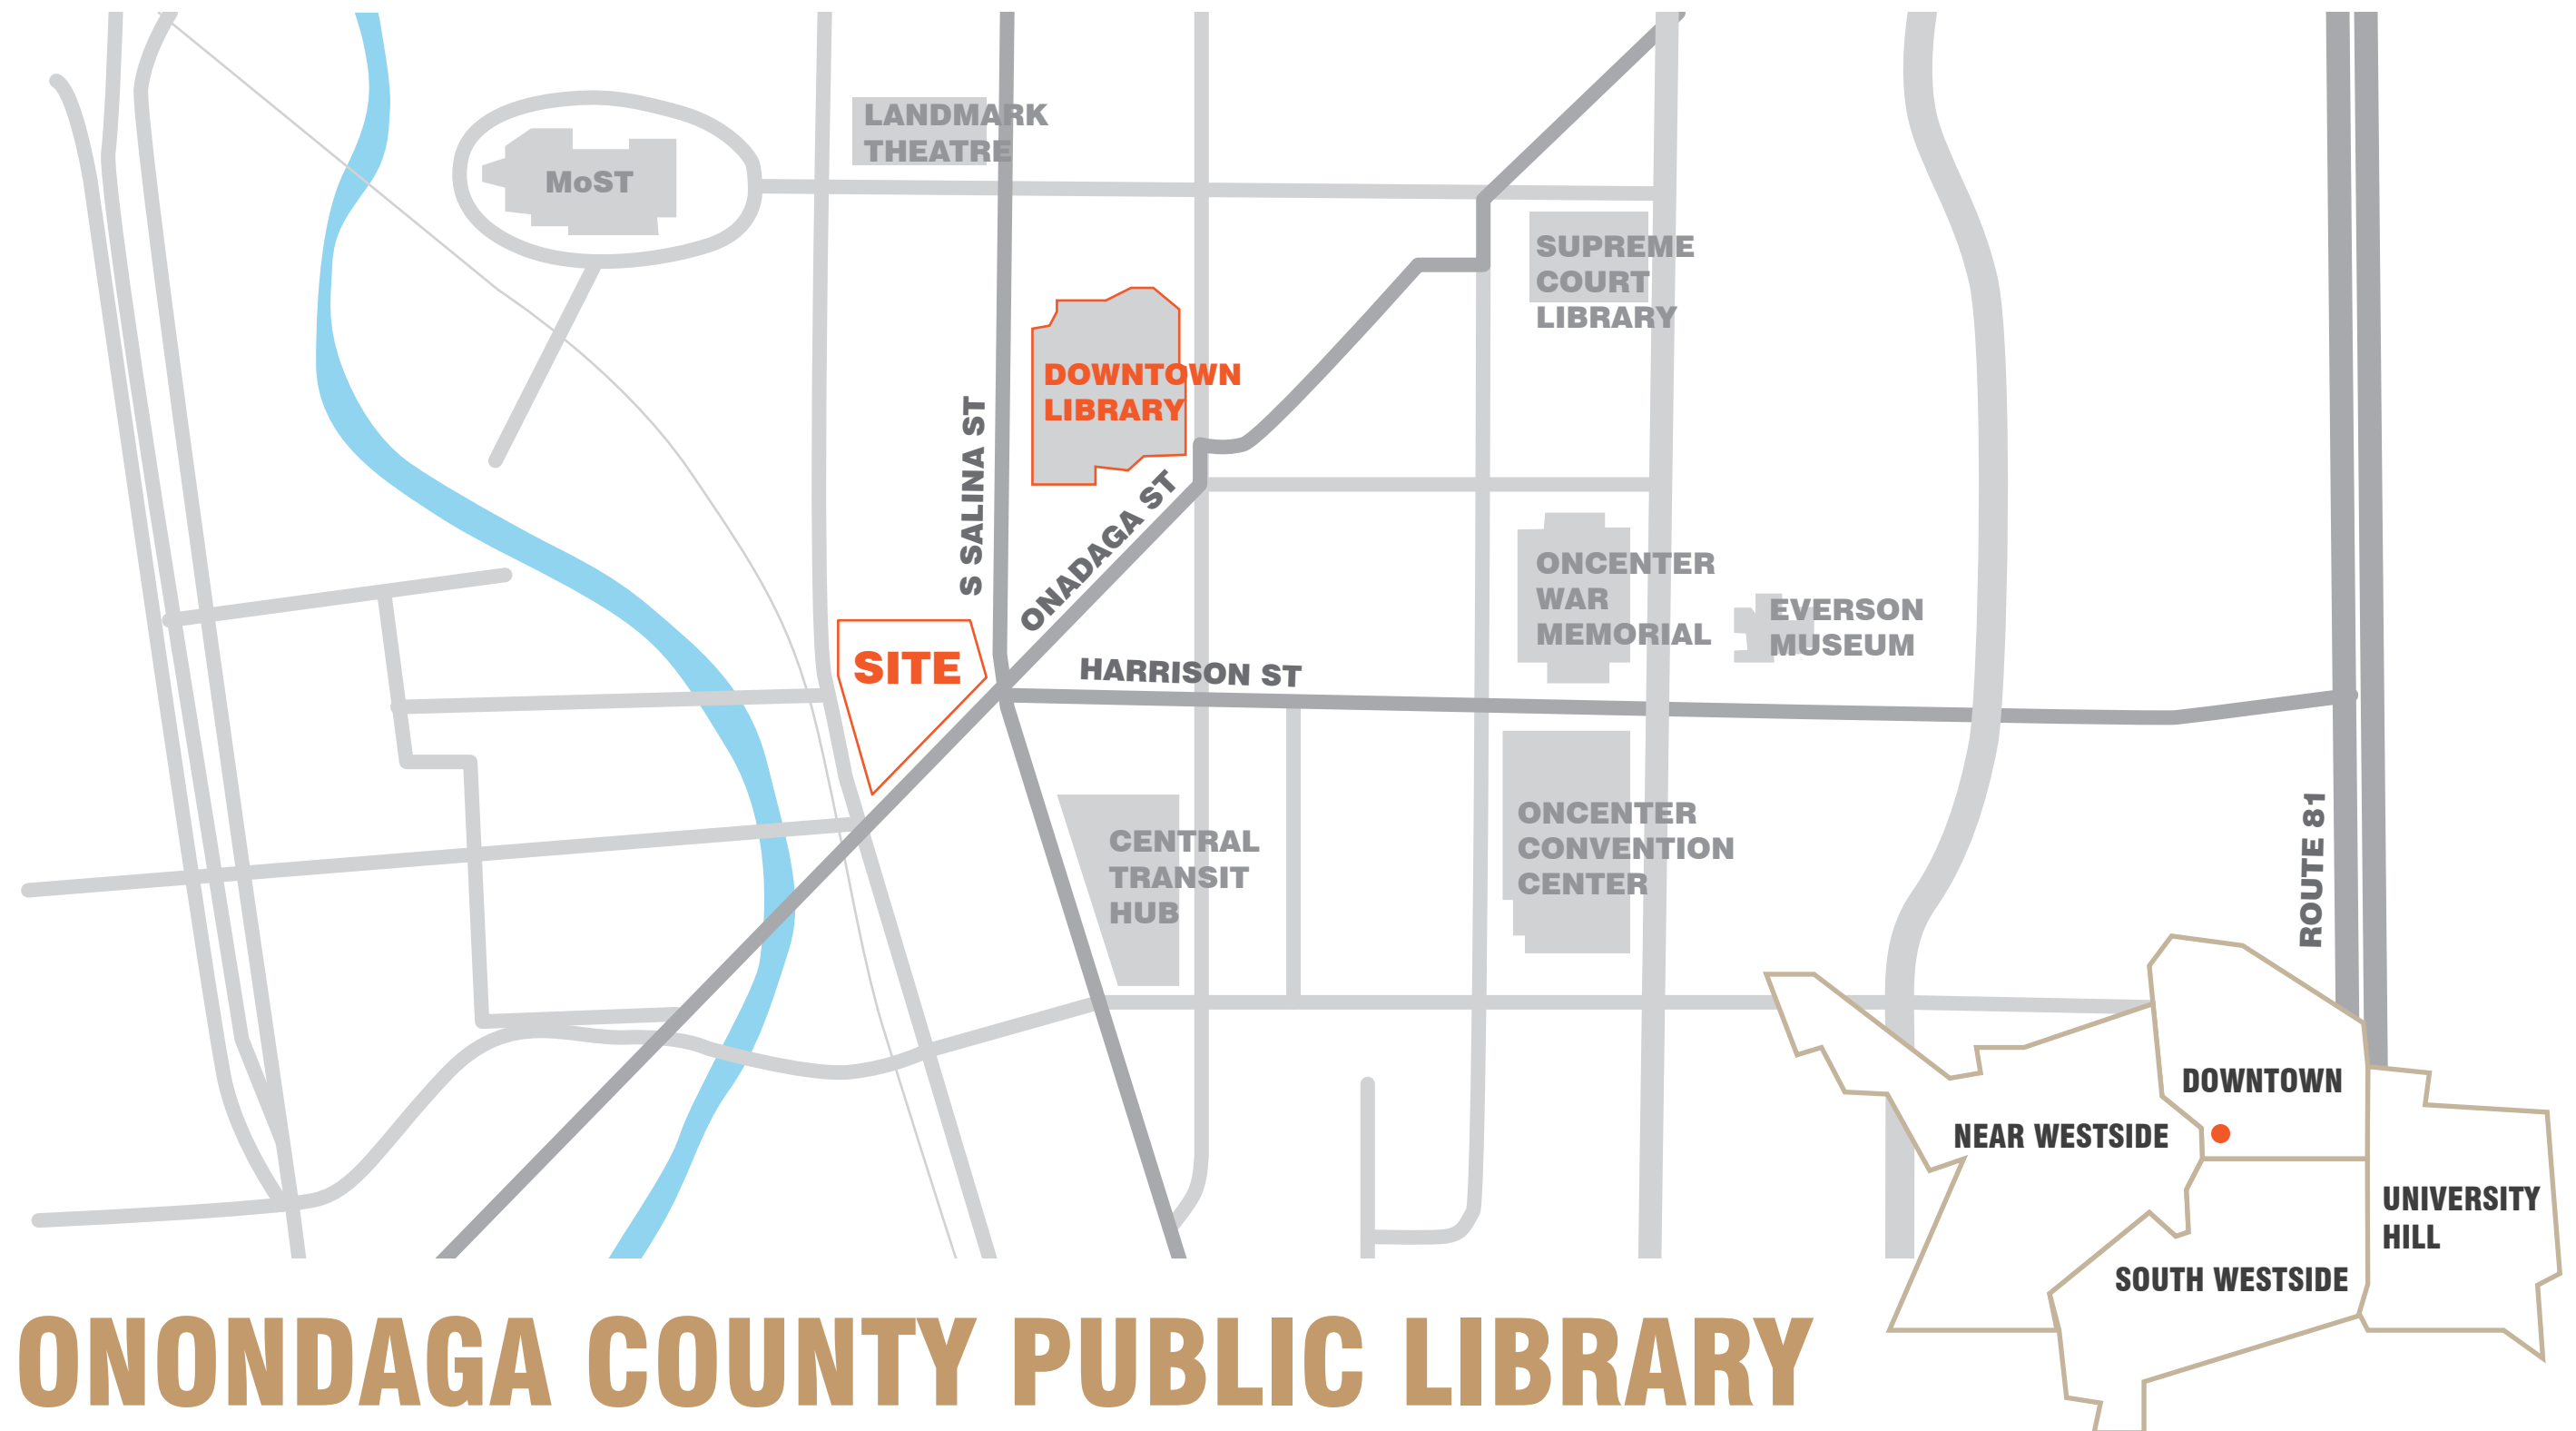 LANDMARK
THEATRE
MoST
SUPREME
COURT
LIBRARY
DOWNTOWN
LIBRARY
S SALINA ST
ONADAGA ST
ONCENTER
WAR
MEMORIAL
EVERSON
MUSEUM
SITE
HARRISON ST
ONCENTER
CONVENTION
CENTER
CENTRAL
TRANSIT
HUB
ROUTE 81
DOWNTOWN
NEAR WESTSIDE
UNIVERSITY
HILL
SOUTH WESTSIDE
ONONDAGA COUNTY PUBLIC LIBRARY